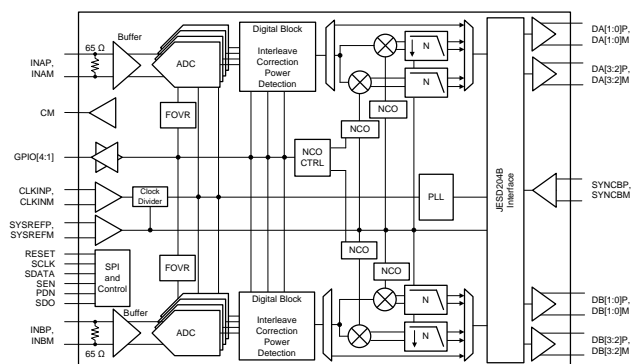 Buffer
Digital Block
65 Ω
INAP,
INAM
ADC
Interleave
Correction
Power
Detection
N
N
DA[1:0]P,
DA[1:0]M
DA[3:2]P,
DA[3:2]M
CM
FOVR
NCO
NCO
GPIO[4:1]
NCO
CTRL
CLKINP,
CLKINM
Clock
Divider
PLL
JESD204B
Interface
SYNCBP,
SYNCBM
SYSREFP,
SYSREFM
RESET
SCLK
SDATA
SEN
PDN
SDO
SPI
and
Control
FOVR
NCO
NCO
Buffer
Digital Block
INBP,
INBM
65 Ω
ADC
Interleave
Correction
Power
Detection
N
N
DB[1:0]P,
DB[1:0]M
DB[3:2]P,
DB[3:2]M